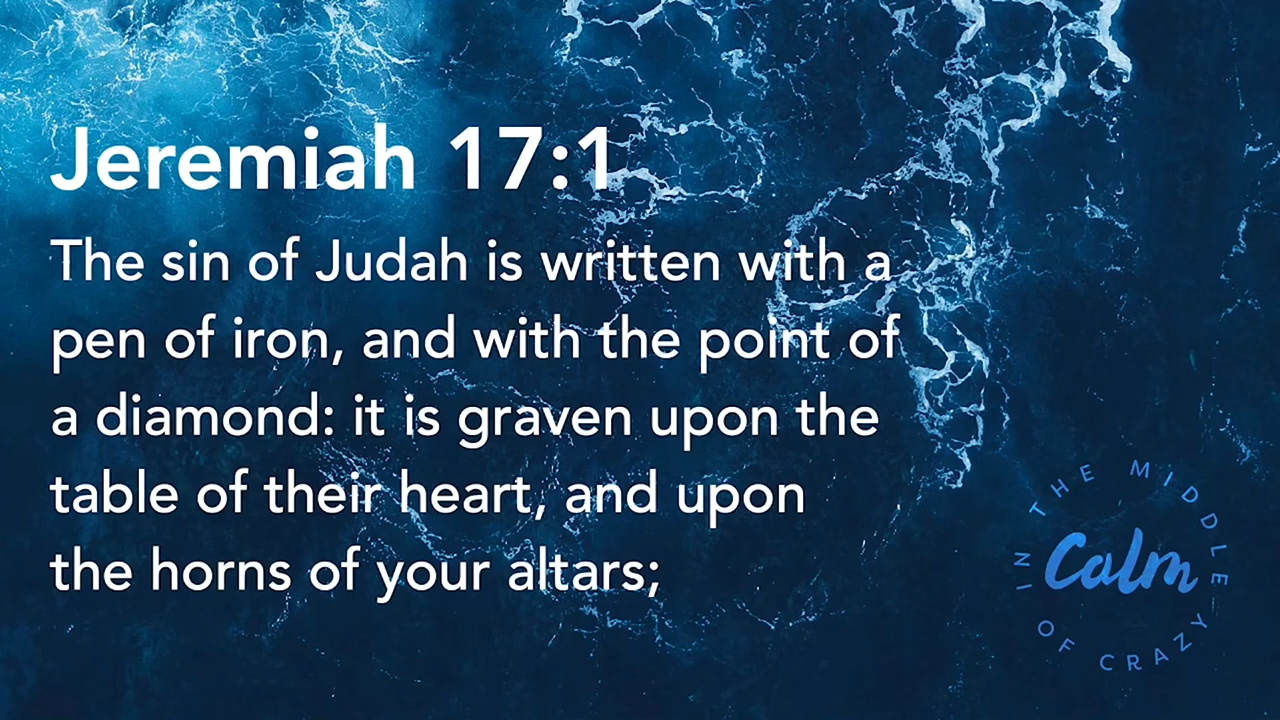 Jeremiah 17:1
The sin of Judah is written with a
pen of iron, and with the point of
a diamond: it is graven upon the
table of their heart, and upon
the horns of your altars;
Calm
IN THE MIDDLE OF CRAZY